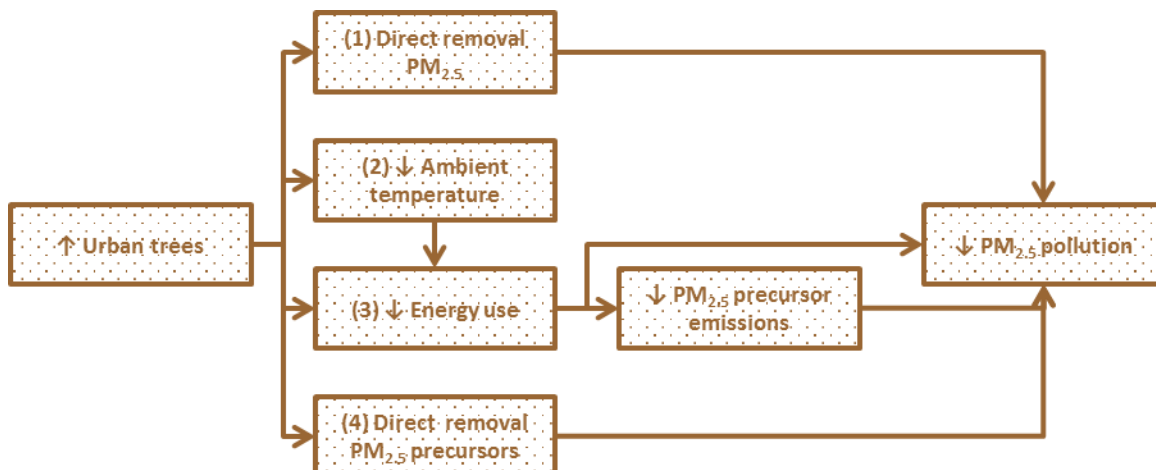 (1) Direct removal
PM2.5
(2) ↓ Ambient
temperature
↑ Urban trees
(3) ↓ Energy use
↓ PM2.5 precursor
emissions
↓ PM2.5 pollution
(4) Direct removal
PM2.5 precursors